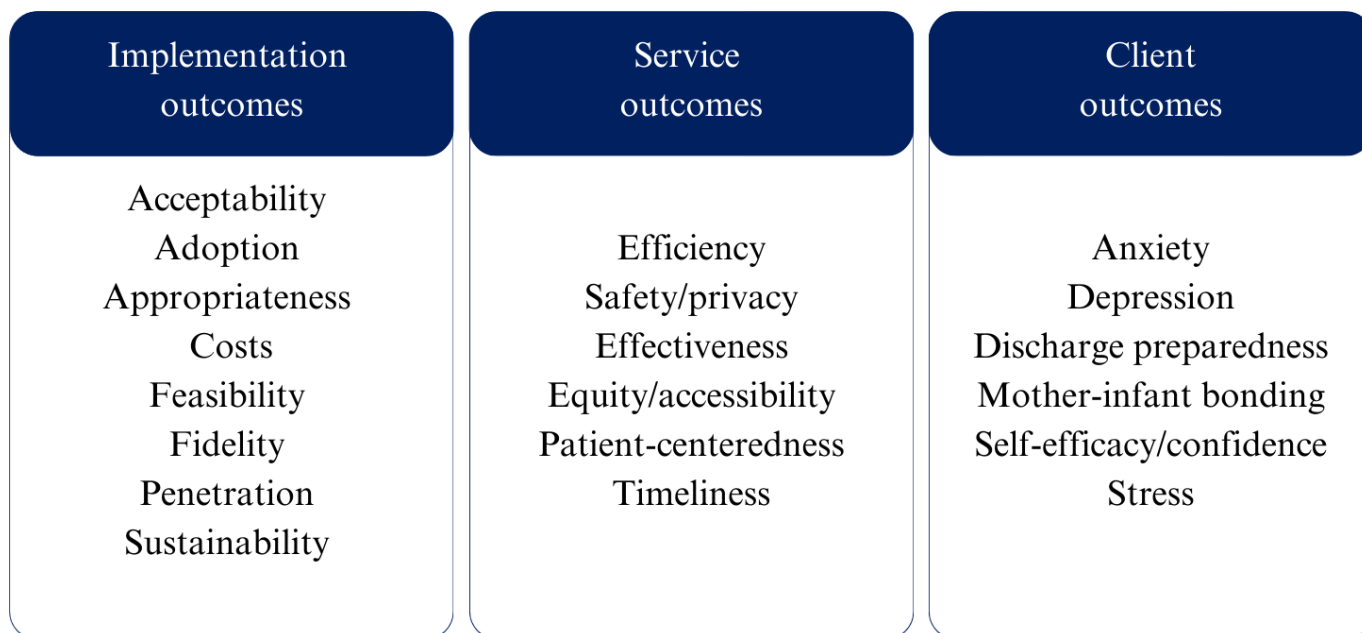 Implementation
outcomes
Acceptability
Adoption
Appropriateness
Costs
Feasibility
Fidelity
Penetration
Sustainability
Service
outcomes
Efficiency
Safety/privacy
Effectiveness
Equity/accessibility
Patient-centeredness
Timeliness
Client
outcomes
Anxiety
Depression
Discharge preparedness
Mother-infant bonding
Self-efficacy/confidence
Stress